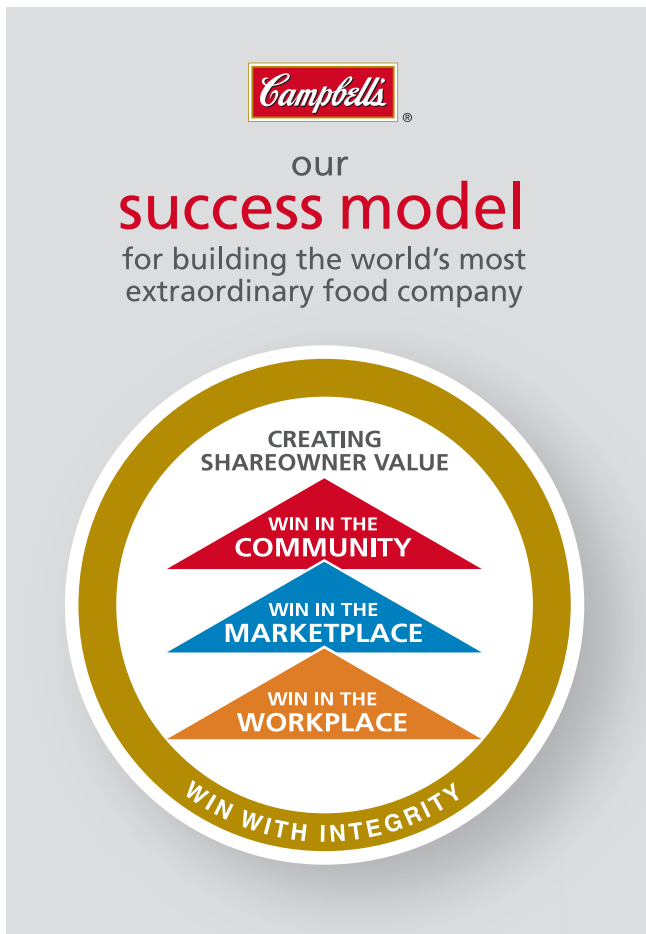 Campbell's
®
our
success model
for building the world's most
extraordinary food company
CREATING
SHAREOWNER VALUE
WIN IN THE
COMMUNITY
WIN IN THE
MARKETPLACE
WIN IN THE
WORKPLACE
WIN WITH INTEGRITY